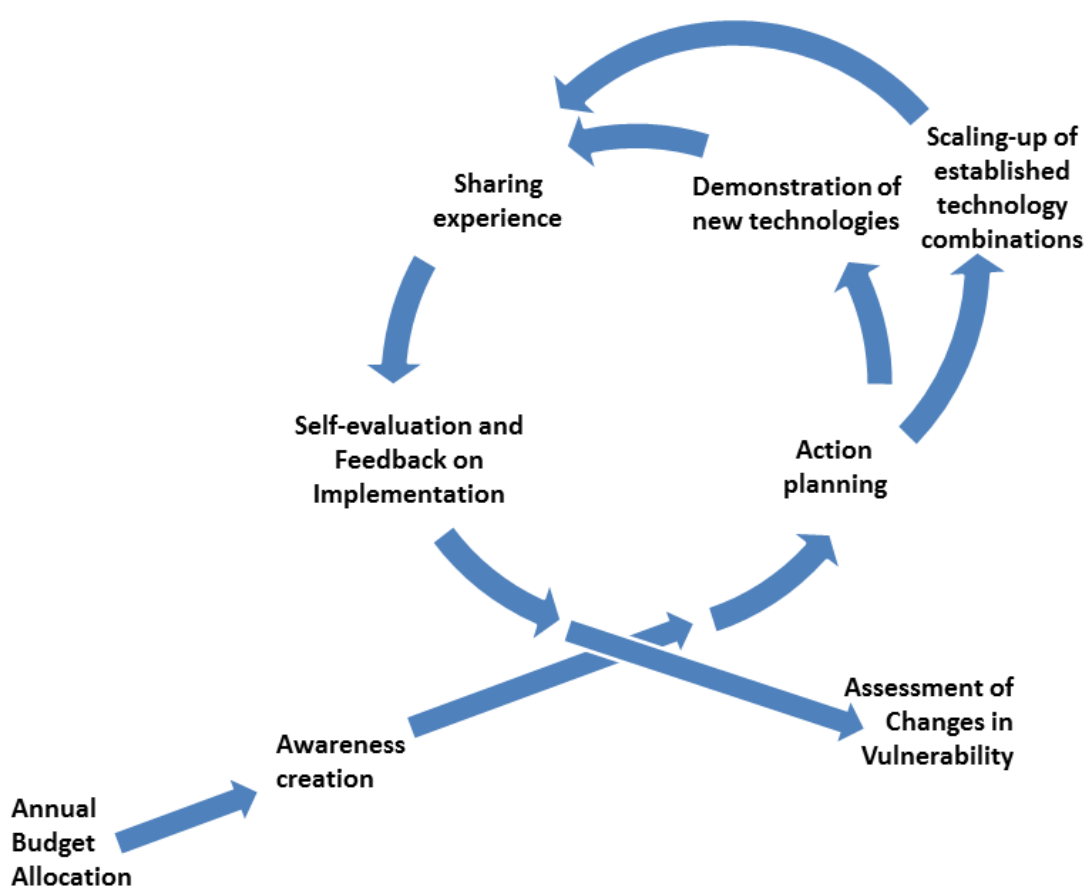 Scaling-up of
established
technology
combinations
Demonstration of
new technologies
Sharing
experience
Self-evaluation and
Feedback on
Implementation
Action
planning
Assessment of
Changes in
Vulnerability
Awareness
creation
Annual
Budget
Allocation